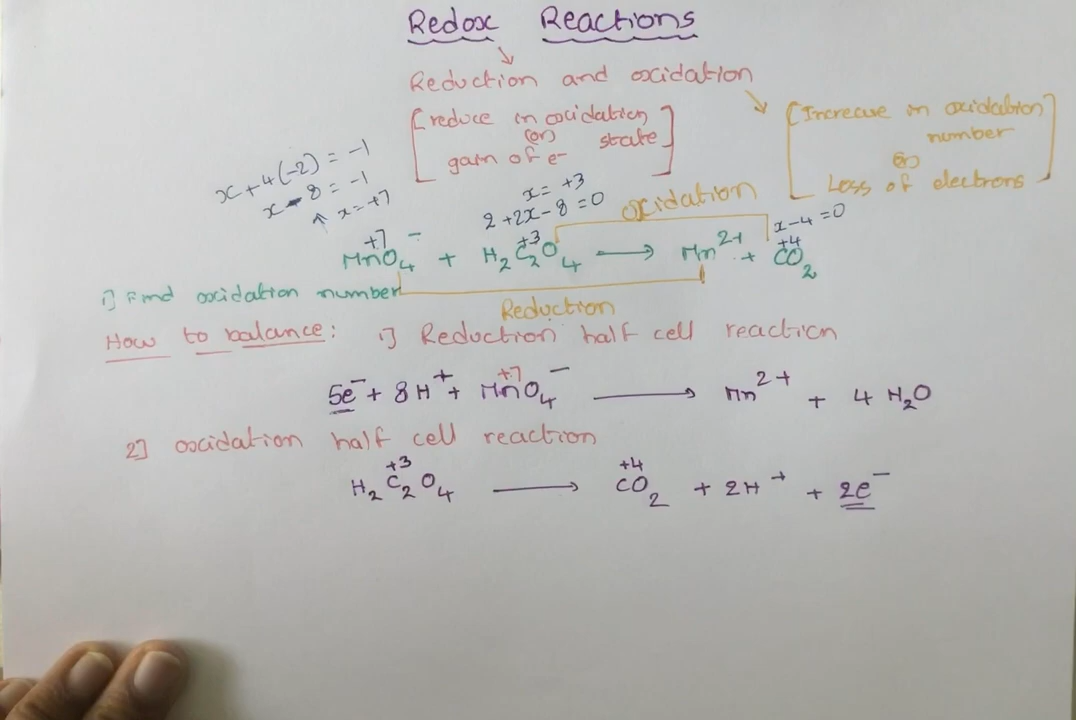 Redox Reactions
↓
Reduction and oxidation
[reduce in oxidation
(or) state]
gain of e-
[Increase in oxidation
number
(or)
Loss of electrons]
x+4(-2) = -1
x-8 = -1
↑ x=+7
x= +3
2+2x-8=0
oxidation
x-4=0
+7 +3 +4
MnO₄⁻ + H₂C₂O₄ ⟶ Mn²⁺ + CO₂
1) Find oxidation number
Reduction
How to balance: 1) Reduction half cell reaction
+7
5e⁻ + 8H⁺ + MnO₄⁻ ⟶ Mn²⁺ + 4 H₂O
2] oxidation half cell reaction
+3 +4
H₂C₂O₄ ⟶ CO₂ + 2H⁺ + 2e⁻